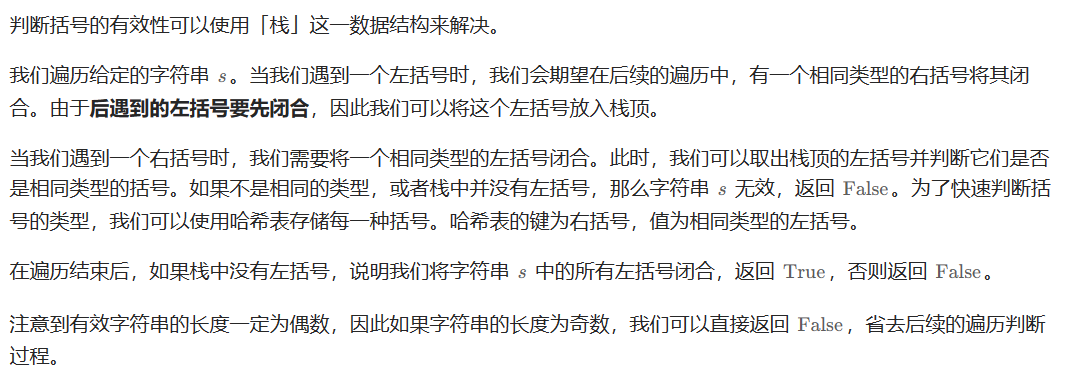 判断括号的有效性可以使用「栈」这一数据结构来解决。
我们遍历给定的字符串 s。当我们遇到一个左括号时，我们会期望在后续的遍历中，有一个相同类型的右括号将其闭
合。由于后遇到的左括号要先闭合，因此我们可以将这个左括号放入栈顶。
当我们遇到一个右括号时，我们需要将一个相同类型的左括号闭合。此时，我们可以取出栈顶的左括号并判断它们是否
是相同类型的括号。如果不是相同的类型，或者栈中并没有左括号，那么字符串 s 无效，返回 False。为了快速判断括
号的类型，我们可以使用哈希表存储每一种括号。哈希表的键为右括号，值为相同类型的左括号。
在遍历结束后，如果栈中没有左括号，说明我们将字符串 s 中的所有左括号闭合，返回 True，否则返回 False。
注意到有效字符串的长度一定为偶数，因此如果字符串的长度为奇数，我们可以直接返回 False，省去后续的遍历判断
过程。